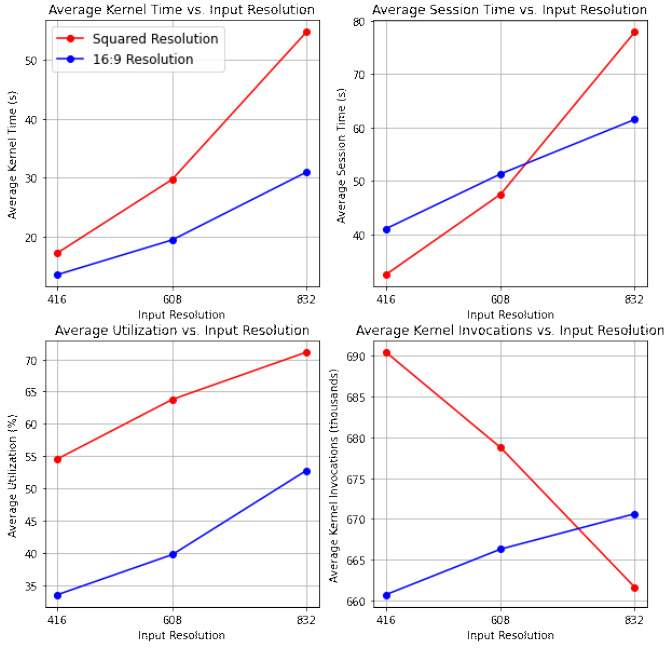 Average Kernel Time vs. Input Resolution
Average Kernel Time (s)
50
40
30
20
Squared Resolution
16:9 Resolution
416
608
832
Input Resolution
Average Session Time vs. Input Resolution
Average Session Time (s)
80
70
60
50
40
416
608
832
Input Resolution
Average Utilization vs. Input Resolution
Average Utilization (%)
70
65
60
55
50
45
40
35
416
608
832
Input Resolution
Average Kernel Invocations vs. Input Resolution
Average Kernel Invocations (thousands)
690
685
680
675
670
665
660
416
608
832
Input Resolution